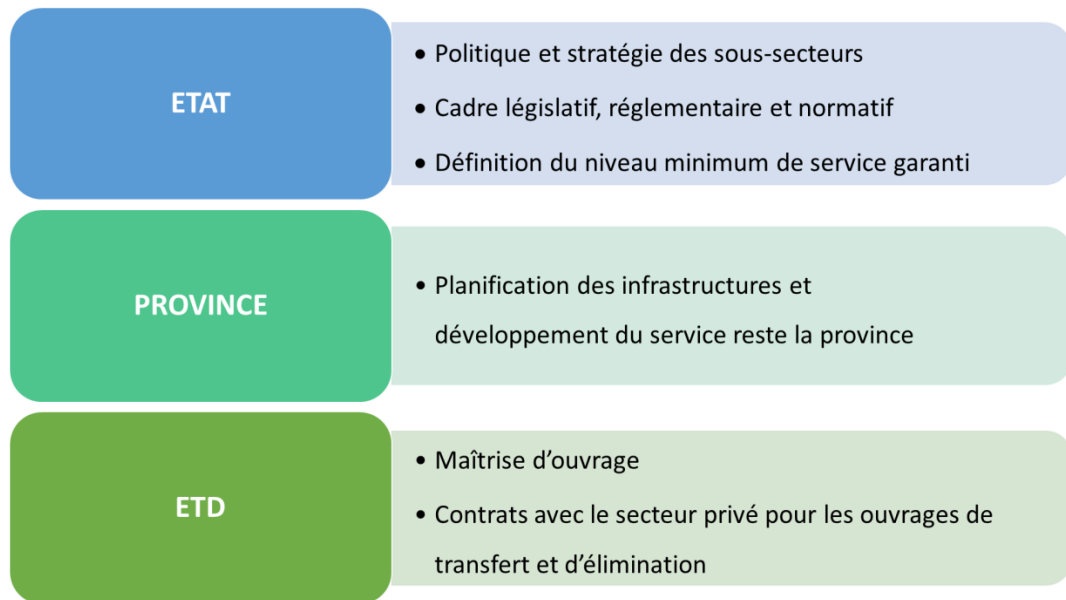 ETAT
• Politique et stratégie des sous-secteurs
• Cadre législatif, réglementaire et normatif
• Définition du niveau minimum de service garanti
PROVINCE
• Planification des infrastructures et
développement du service reste la province
ETD
• Maîtrise d’ouvrage
• Contrats avec le secteur privé pour les ouvrages de
transfert et d’élimination